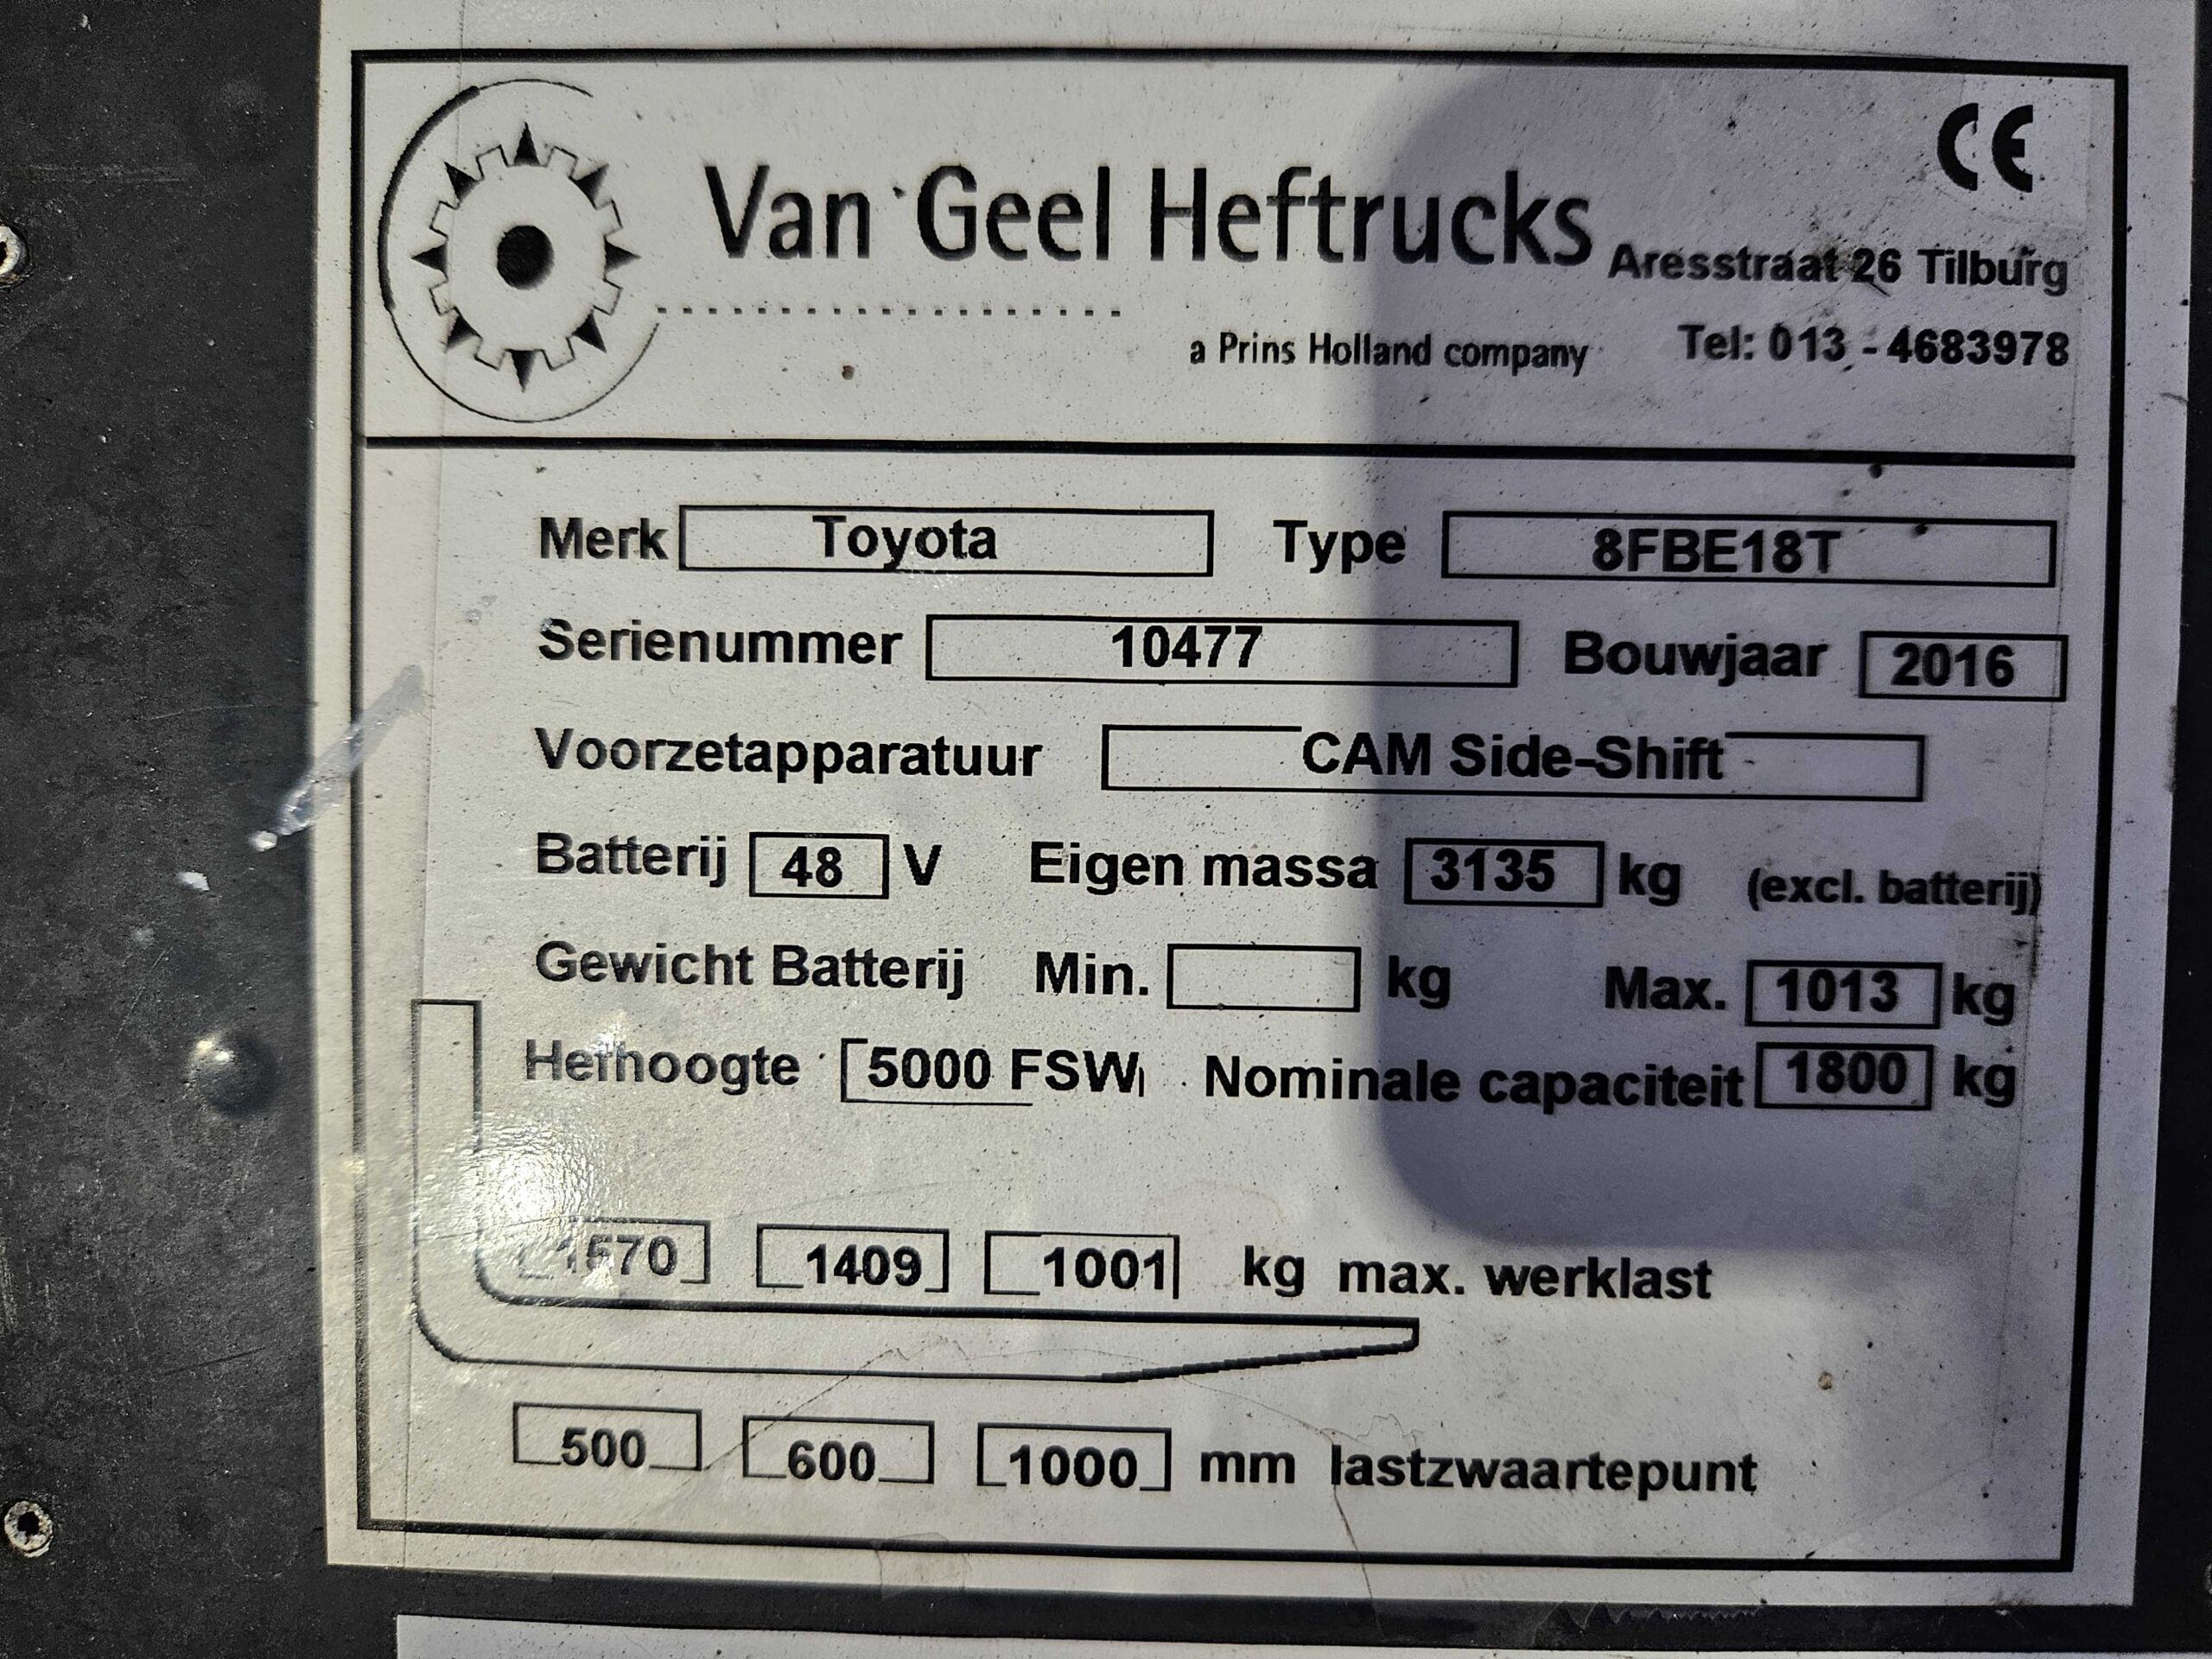 CE
Van Geel Heftrucks
Aresstraat 26 Tilburg
a Prins Holland company
Tel: 013 - 4683978
Merk Toyota Type 8FBE18T
Serienummer 10477 Bouwjaar 2016
Voorzetapparatuur CAM Side-Shift
Batterij 48 V Eigen massa 3135 kg (excl. batterij)
Gewicht Batterij Min. kg Max. 1013 kg
Hefhoogte 5000 FSW Nominale capaciteit 1800 kg
1570 1409 1001 kg max. werklast
500 600 1000 mm lastzwaartepunt